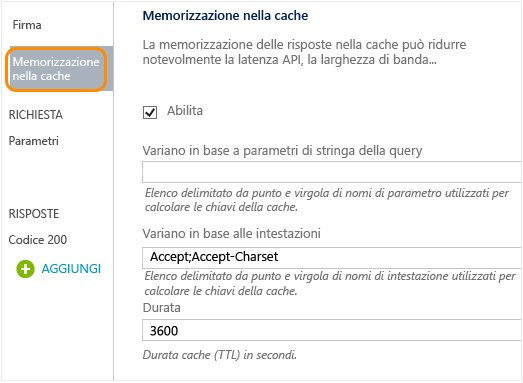 Firma
Memorizzazione
nella cache
RICHIESTA
Parametri
RISPOSTE
Codice 200
AGGIUNGI
Memorizzazione nella cache
La memorizzazione delle risposte nella cache può ridurre
notevolmente la latenza API, la larghezza di banda...
Abilita
Variano in base a parametri di stringa della query
Elenco delimitato da punto e virgola di nomi di parametro utilizzati per
calcolare le chiavi della cache.
Variano in base alle intestazioni
Accept;Accept-Charset
Elenco delimitato da punto e virgola di nomi di intestazione utilizzati per
calcolare le chiavi della cache.
Durata
3600
Durata cache (TTL) in secondi.